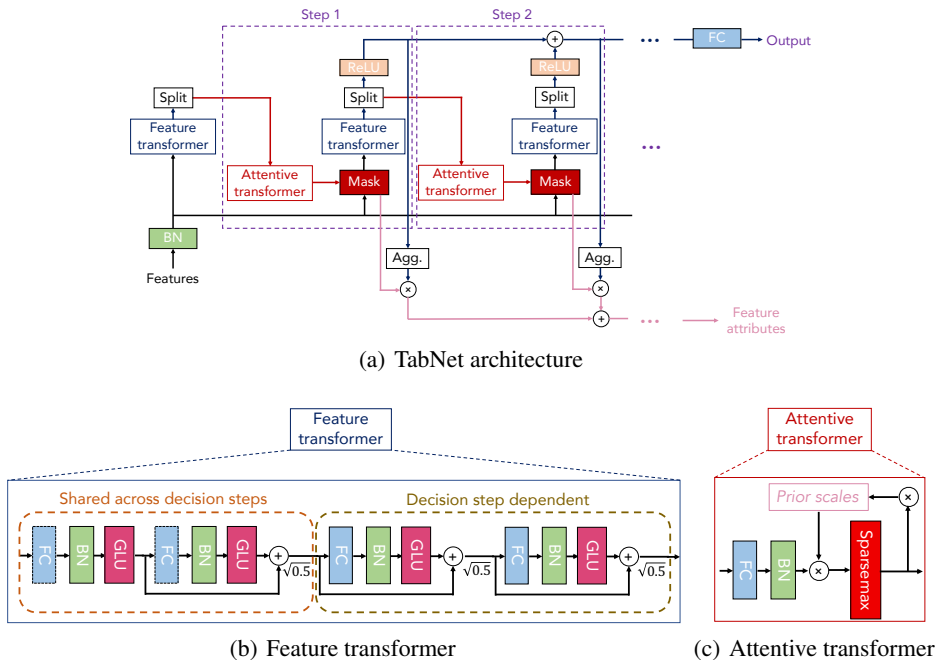 Step 1
Step 2
FC
Output
...
ReLU
ReLU
Split
Split
Split
Feature
transformer
Feature
transformer
Feature
transformer
...
Attentive
transformer
Mask
Attentive
transformer
Mask
BN
Features
Agg.
Agg.
...
Feature
attributes
(a) TabNet architecture
Feature
transformer
Shared across decision steps
Decision step dependent
FC
BN
GLU
FC
BN
GLU
+
√0.5
FC
BN
GLU
+
√0.5
FC
BN
GLU
+
√0.5
(b) Feature transformer
Attentive
transformer
Prior scales
FC
BN
Sparsemax
(c) Attentive transformer